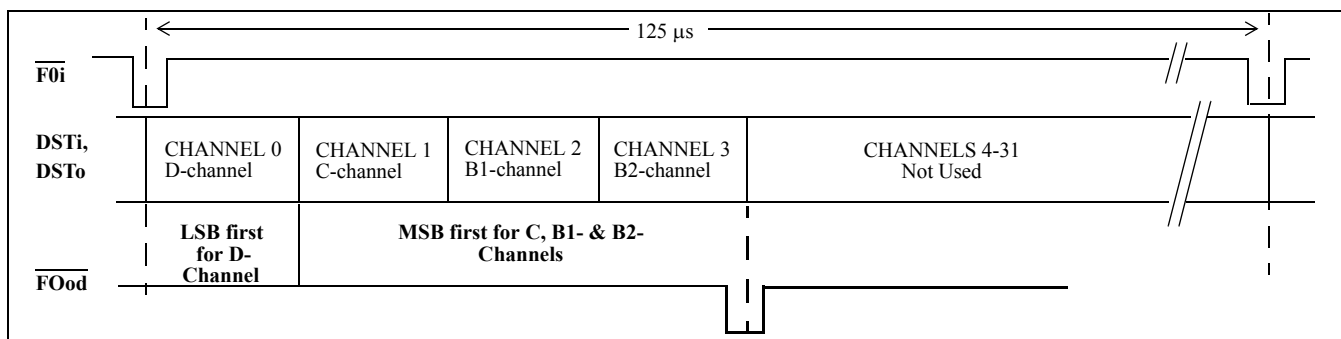 125 µs
F0i
DSTi,
DSTo
CHANNEL 0
D-channel
CHANNEL 1
C-channel
CHANNEL 2
B1-channel
CHANNEL 3
B2-channel
CHANNELS 4-31
Not Used
LSB first
for D-
Channel
MSB first for C, B1- & B2-
Channels
FOod